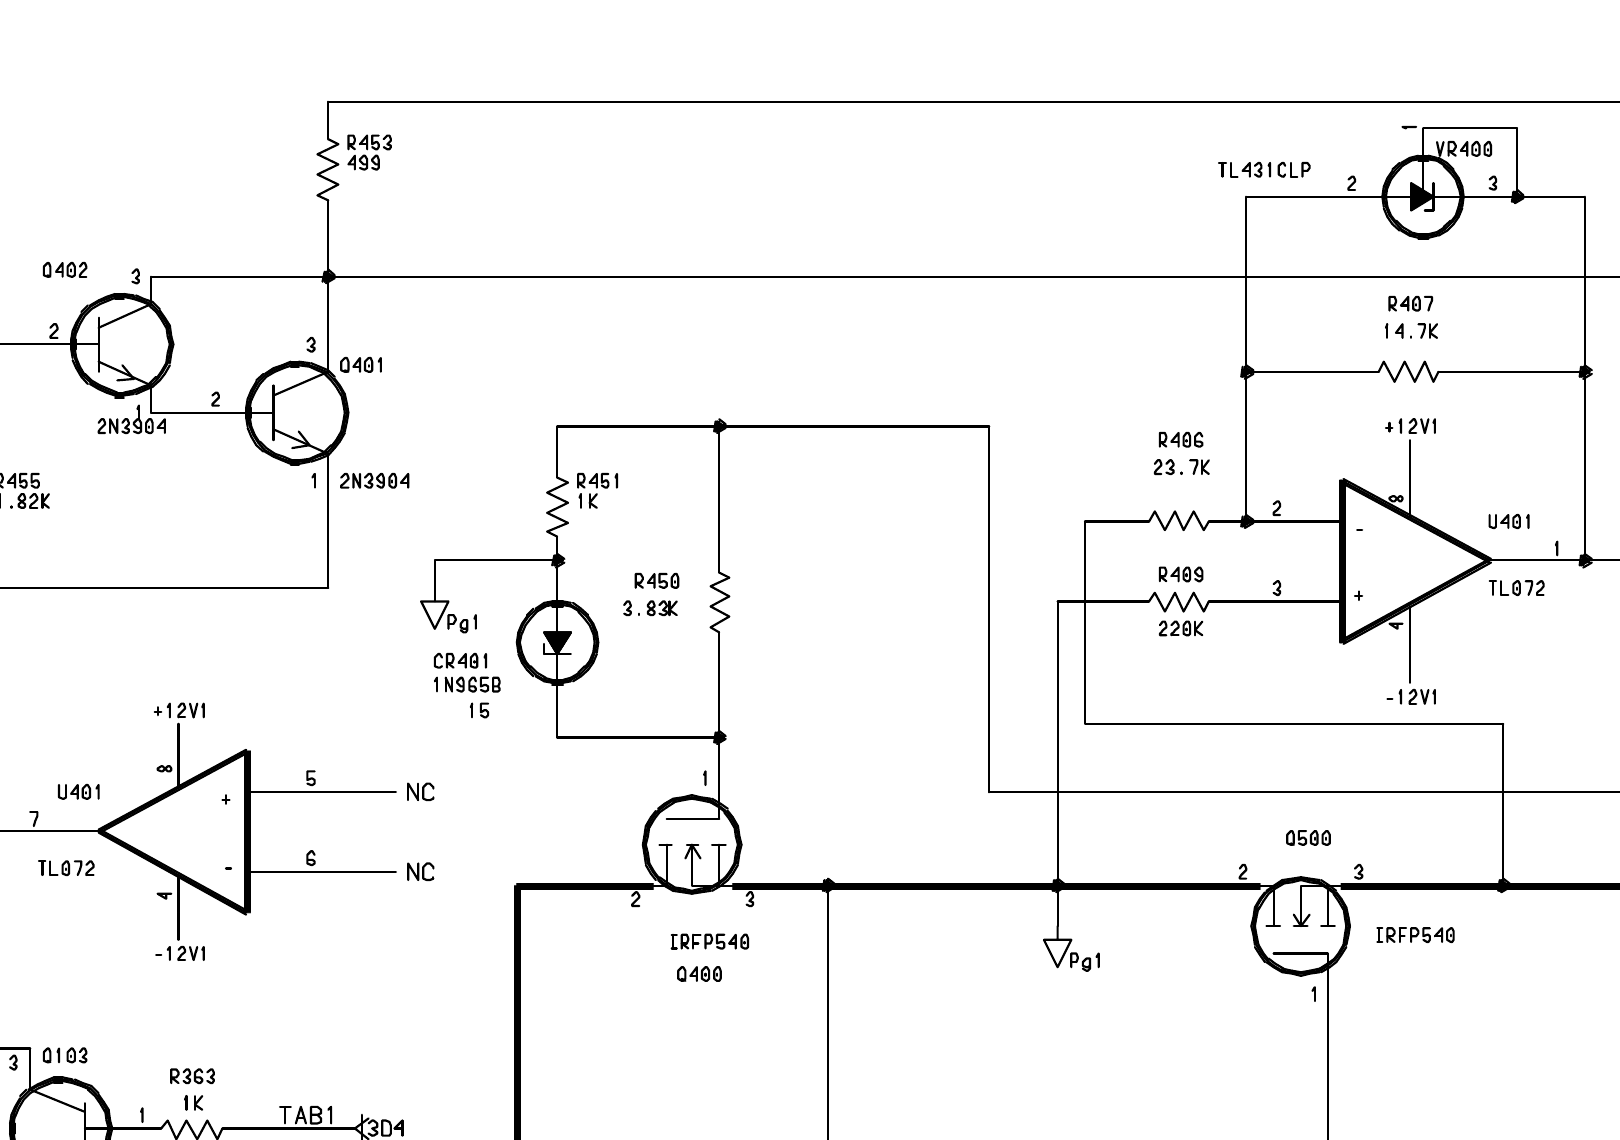 R453
499
VR400
1
TL431CLP
2
3
Q402
3
2
1
2N3904
R407
14.7K
3
Q401
2
1
2N3904
+12V1
R406
23.7K
R455
.82K
R451
1K
8
2
U401
-
1
TL072
R450
3.83K
R409
220K
3
+
4
-12V1
Pg1
CR401
1N965B
15
+12V1
8
U401
7
TL072
+
-
5
NC
6
NC
4
-12V1
1
2
3
IRFP540
Q400
Q500
2
3
IRFP540
1
Pg1
3
Q103
R363
1K
1
TAB1
3D4